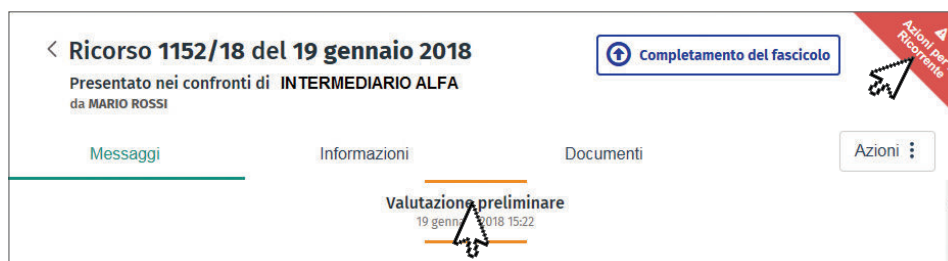 Ricorso 1152/18 del 19 gennaio 2018
Completamento del fascicolo
Azioni per
Ricorrente
Presentato nei confronti di INTERMEDIARIO ALFA
da MARIO ROSSI
Messaggi
Informazioni
Documenti
Azioni
Valutazione preliminare
19 2018 15:22